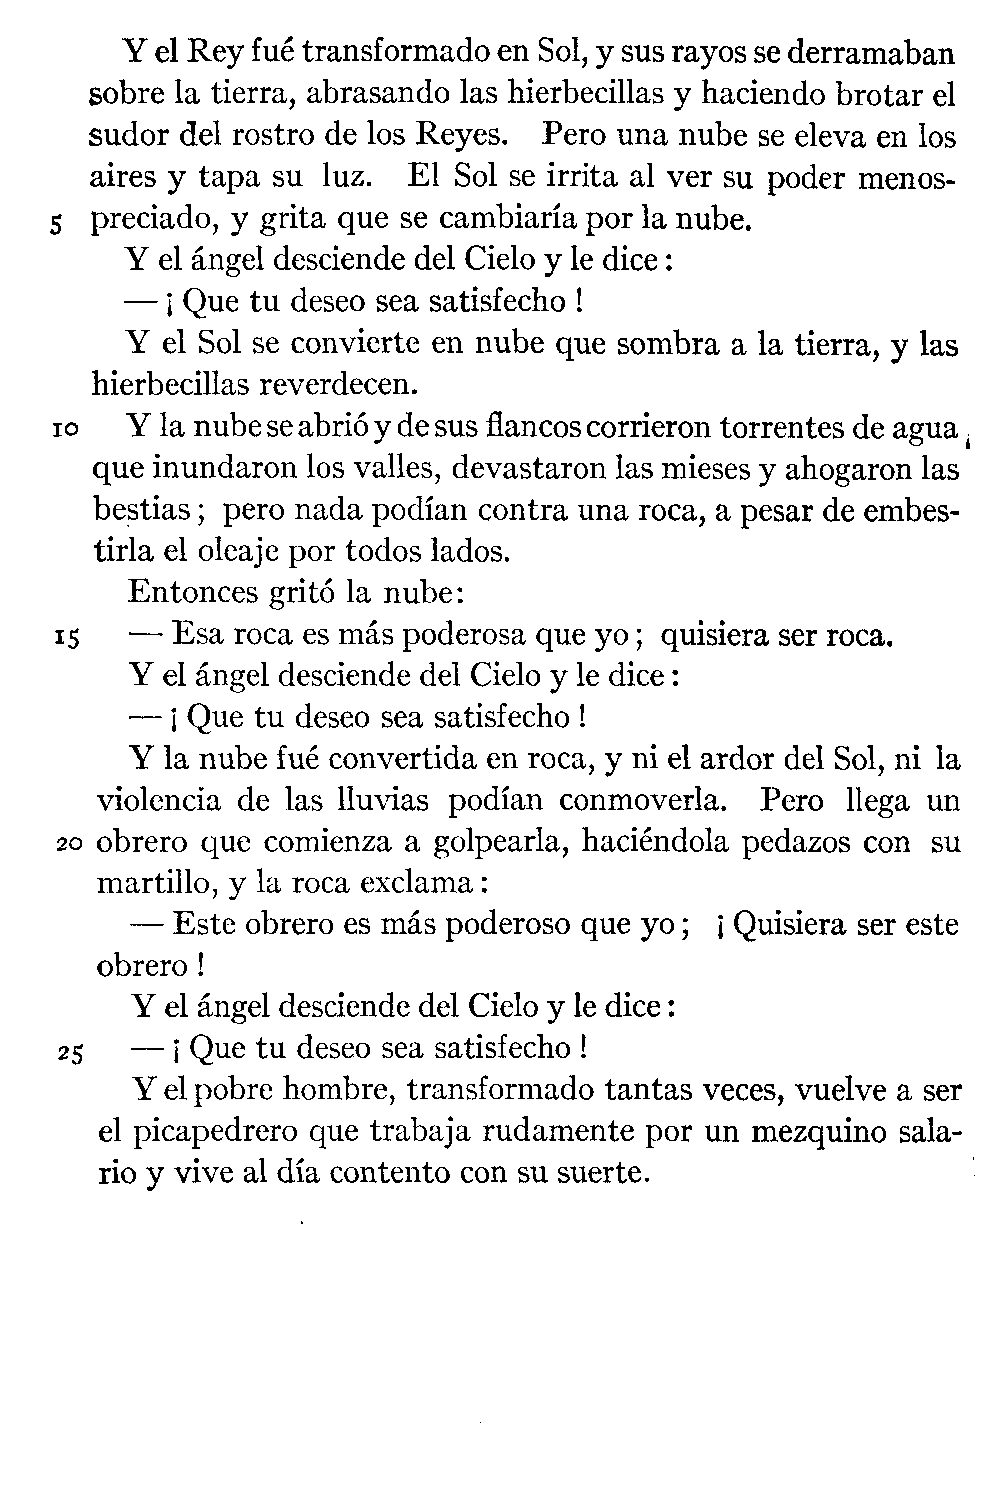 Y el Rey fué transformado en Sol, y sus rayos se derramaban
sobre la tierra, abrasando las hierbecillas y haciendo brotar el
sudor del rostro de los Reyes. Pero una nube se eleva en los
aires y tapa su luz. El Sol se irrita al ver su poder menos-
5 preciado, y grita que se cambiaría por la nube.
Y el ángel desciende del Cielo y le dice :
— ¡ Que tu deseo sea satisfecho !
Y el Sol se convierte en nube que sombra a la tierra, y las
hierbecillas reverdecen.
10 Y la nube se abrió y de sus flancos corrieron torrentes de agua,
que inundaron los valles, devastaron las mieses y ahogaron las
bestias ; pero nada podían contra una roca, a pesar de embes-
tirla el oleaje por todos lados.
Entonces gritó la nube:
15 — Esa roca es más poderosa que yo ; quisiera ser roca.
Y el ángel desciende del Cielo y le dice :
— ¡ Que tu deseo sea satisfecho !
Y la nube fué convertida en roca, y ni el ardor del Sol, ni la
violencia de las lluvias podían conmoverla. Pero llega un
20 obrero que comienza a golpearla, haciéndola pedazos con su
martillo, y la roca exclama :
— Este obrero es más poderoso que yo ; ¡ Quisiera ser este
obrero !
Y el ángel desciende del Cielo y le dice :
25 — ¡ Que tu deseo sea satisfecho !
Y el pobre hombre, transformado tantas veces, vuelve a ser
el picapedrero que trabaja rudamente por un mezquino sala-
rio y vive al día contento con su suerte.